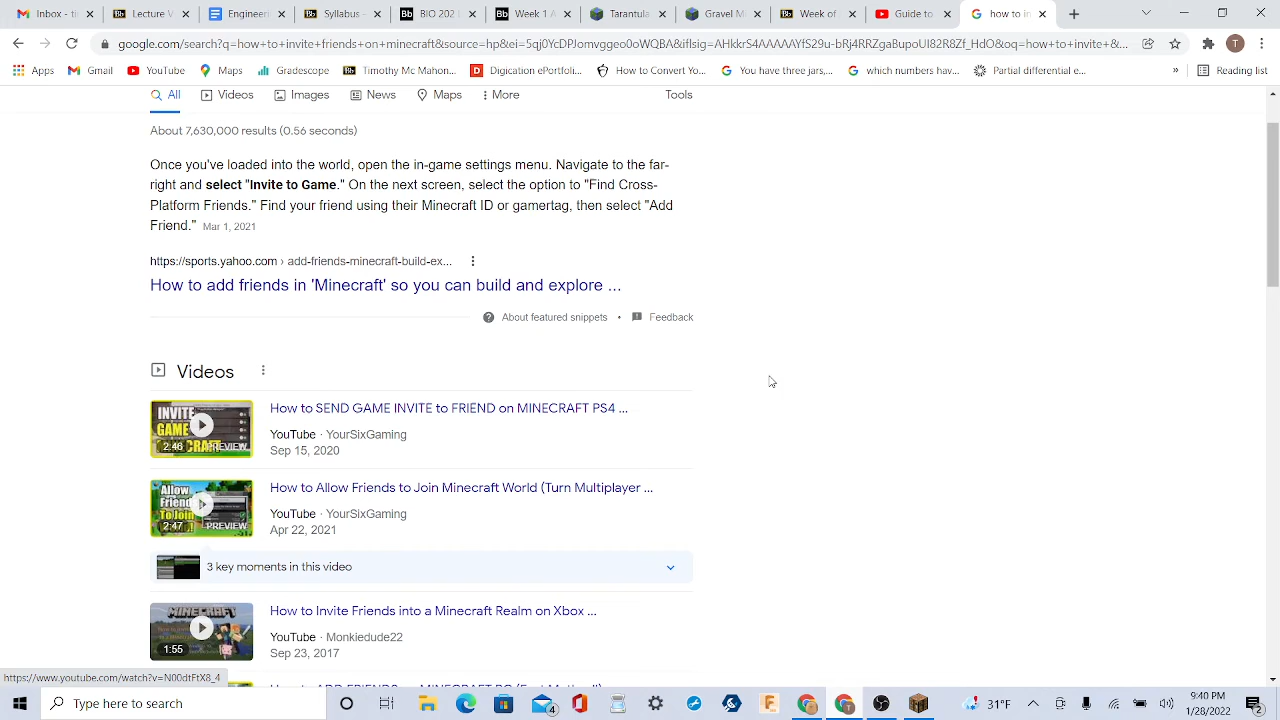 Inbox - t
Lecture v
Engineeri
Syllabus -
BIO 202
Week 1 A
Tarantula
Gravel M
Week of
Guide to
how to in
google.com/search?q=how+to+invite+friends+on+minecraft&source=hp&ei=5qj0YcDPJomvggeo0oWQBA&iflsig=AHkkrS4AAAAAYfS29u-bRj4RRZgaBupoUI82R8Zf_HdO&oq=how+to+invite+&...
T
Apps
Gmail
YouTube
Maps
Gradescope
Timothy Mc Mahon...
Digication ePortfoli...
How to Convert Yo...
You have three jars,...
which numbers hav...
Partial differential e...
»
Reading list
All
Videos
Images
News
Maps
More
Tools
About 7,630,000 results (0.56 seconds)
Once you've loaded into the world, open the in-game settings menu. Navigate to the far-
right and select "Invite to Game." On the next screen, select the option to "Find Cross-
Platform Friends." Find your friend using their Minecraft ID or gamertag, then select "Add
Friend." Mar 1, 2021
https://sports.yahoo.com › add-friends-minecraft-build-ex...
How to add friends in 'Minecraft' so you can build and explore ...
About featured snippets • Feedback
Videos
INVITE
GAME
2:46
PREVIEW
How to SEND GAME INVITE to FRIEND on MINECRAFT PS4 ...
YouTube · YourSixGaming
Sep 15, 2020
Allow
Friend
To Join
2:47
PREVIEW
How to Allow Friends to Join Minecraft World (Turn Multiplayer ...
YouTube · YourSixGaming
Apr 22, 2021
3 key moments in this video
MINECRAFT
1:55
How to Invite Friends into a Minecraft Realm on Xbox ...
YouTube · Monkiedude22
Sep 23, 2017
https://www.youtube.com/watch?v=N00dtFtX8_4
Type here to search
31°F
9:40 PM
1/28/2022